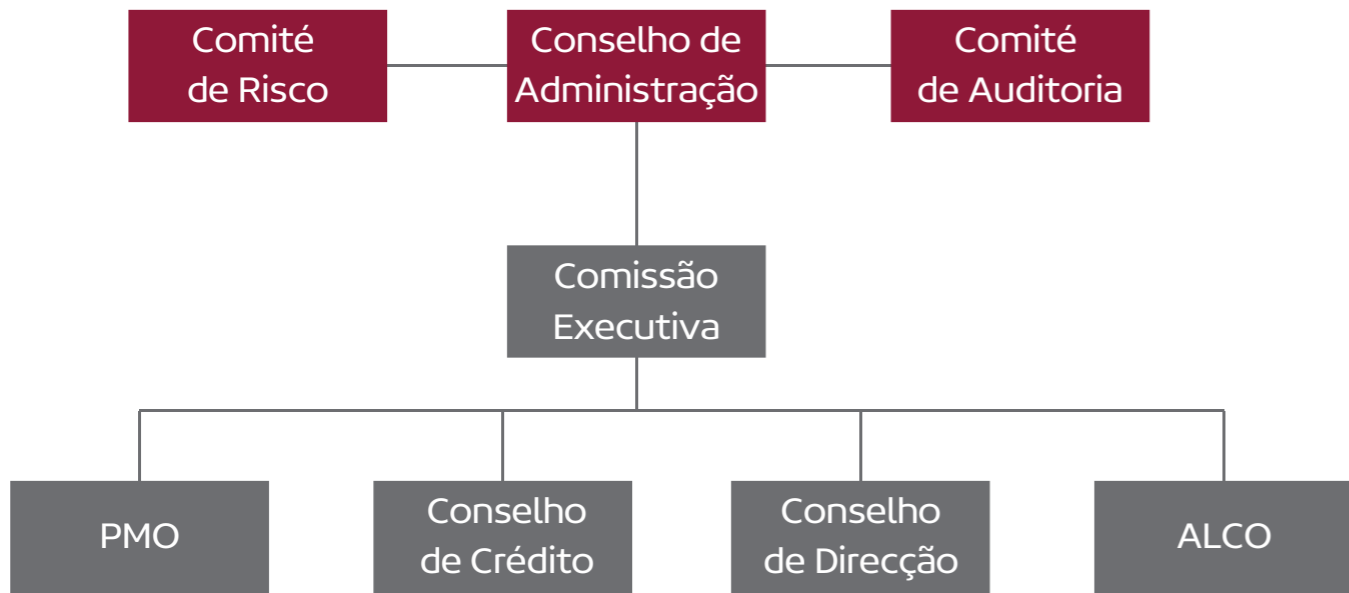 Comité
de Risco
Conselho de
Administração
Comité
de Auditoria
Comissão
Executiva
PMO
Conselho
de Crédito
Conselho
de Direcção
ALCO